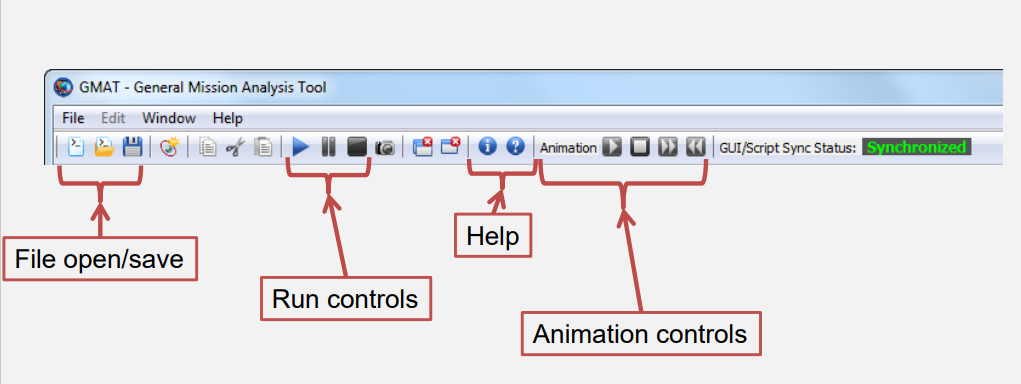 GMAT - General Mission Analysis Tool
File Edit Window Help
Animation GUI/Script Sync Status: Synchronized
File open/save
Run controls
Help
Animation controls